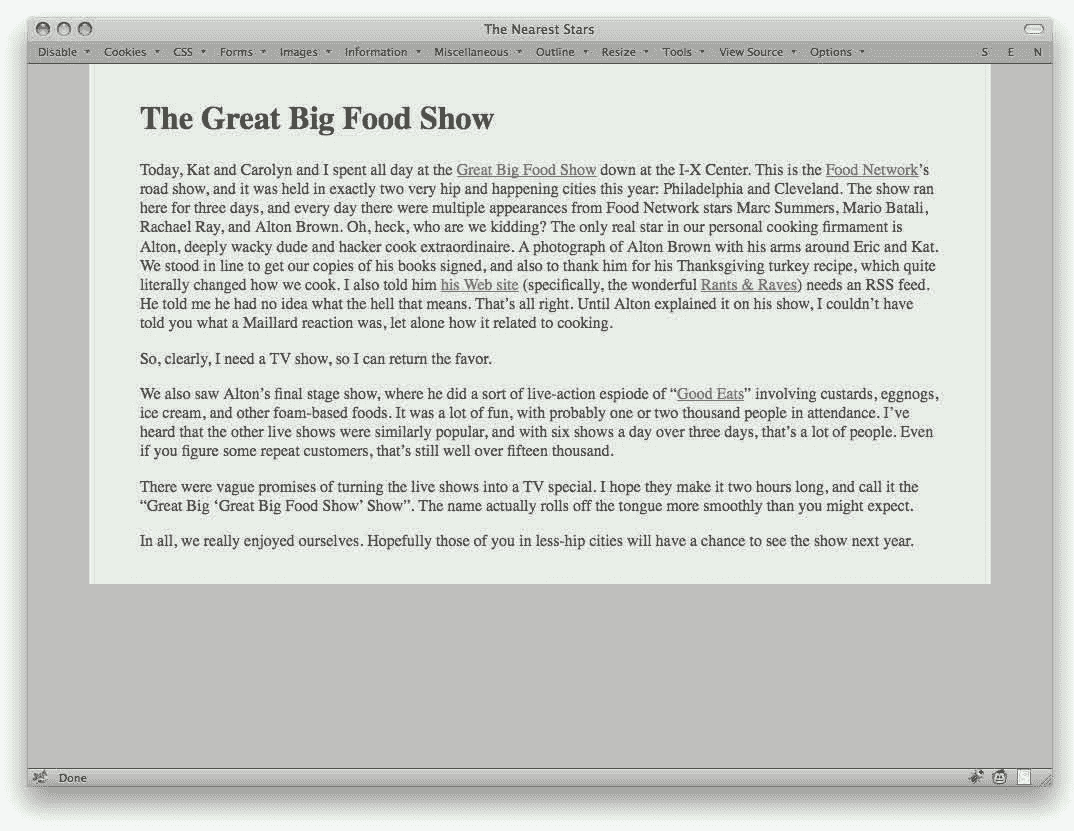 The Nearest Stars
Disable Cookies CSS Forms Images Information Miscellaneous Outline Resize Tools View Source Options S E N
The Great Big Food Show
Today, Kat and Carolyn and I spent all day at the Great Big Food Show down at the I-X Center. This is the Food Network’s
road show, and it was held in exactly two very hip and happening cities this year: Philadelphia and Cleveland. The show ran
here for three days, and every day there were multiple appearances from Food Network stars Marc Summers, Mario Batali,
Rachael Ray, and Alton Brown. Oh, heck, who are we kidding? The only real star in our personal cooking firmament is
Alton, deeply wacky dude and hacker cook extraordinaire. A photograph of Alton Brown with his arms around Eric and Kat.
We stood in line to get our copies of his books signed, and also to thank him for his Thanksgiving turkey recipe, which quite
literally changed how we cook. I also told him his Web site (specifically, the wonderful Rants & Raves) needs an RSS feed.
He told me he had no idea what the hell that means. That’s all right. Until Alton explained it on his show, I couldn’t have
told you what a Maillard reaction was, let alone how it related to cooking.
So, clearly, I need a TV show, so I can return the favor.
We also saw Alton’s final stage show, where he did a sort of live-action espiode of “Good Eats” involving custards, eggnogs,
ice cream, and other foam-based foods. It was a lot of fun, with probably one or two thousand people in attendance. I’ve
heard that the other live shows were similarly popular, and with six shows a day over three days, that’s a lot of people. Even
if you figure some repeat customers, that’s still well over fifteen thousand.
There were vague promises of turning the live shows into a TV special. I hope they make it two hours long, and call it the
“Great Big ‘Great Big Food Show’ Show”. The name actually rolls off the tongue more smoothly than you might expect.
In all, we really enjoyed ourselves. Hopefully those of you in less-hip cities will have a chance to see the show next year.
Done